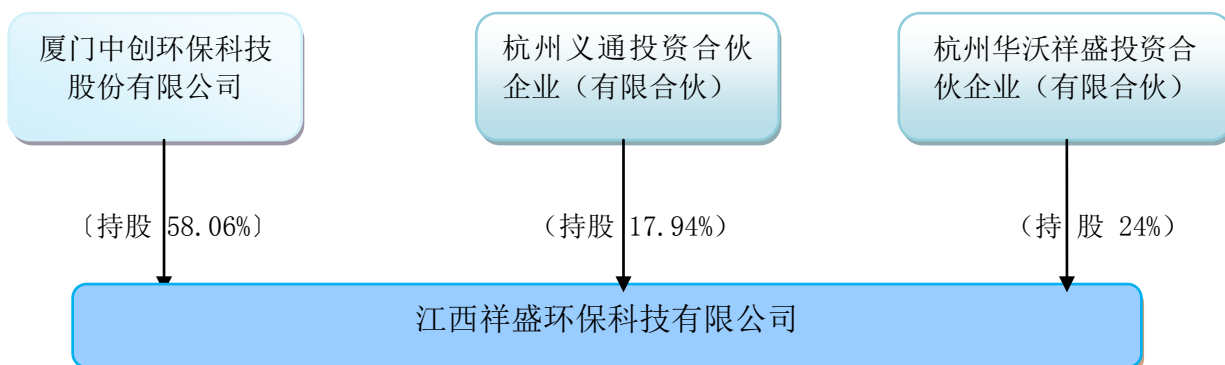 厦门中创环保科技
股份有限公司
杭州义通投资合伙
企业（有限合伙）
杭州华沃祥盛投资合
伙企业（有限合伙）
〔持股 58.06%〕
（持股 17.94%）
（持 股 24%）
江西祥盛环保科技有限公司